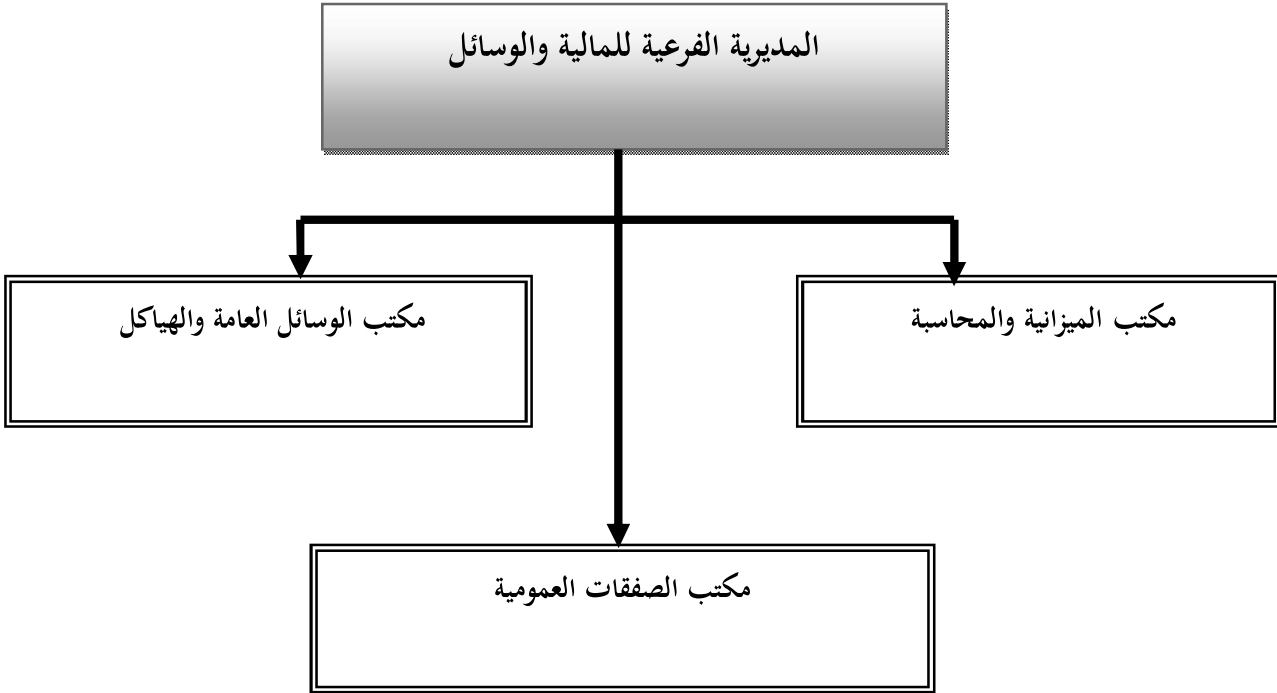 المديرية الفرعية للمالية والوسائل
مكتب الميزانية والمحاسبة
مكتب الوسائل العامة والهياكل
مكتب الصفقات العمومية